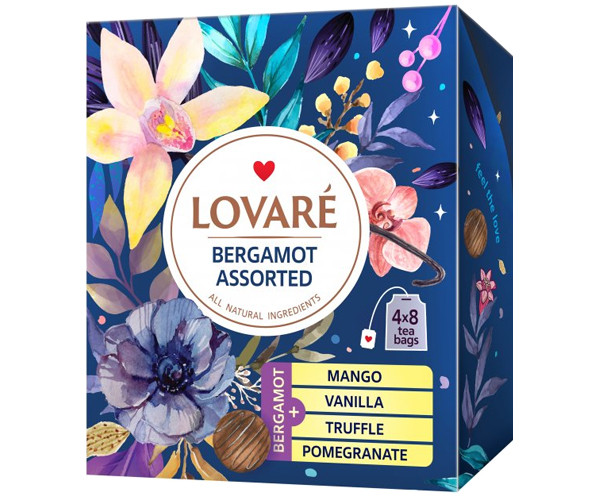 LOVARÉ
BERGAMOT
ASSORTED
ALL NATURAL INGREDIENTS
feel the love
4x8
tea
bags
BERGAMOT
+
MANGO
VANILLA
TRUFFLE
POMEGRANATE